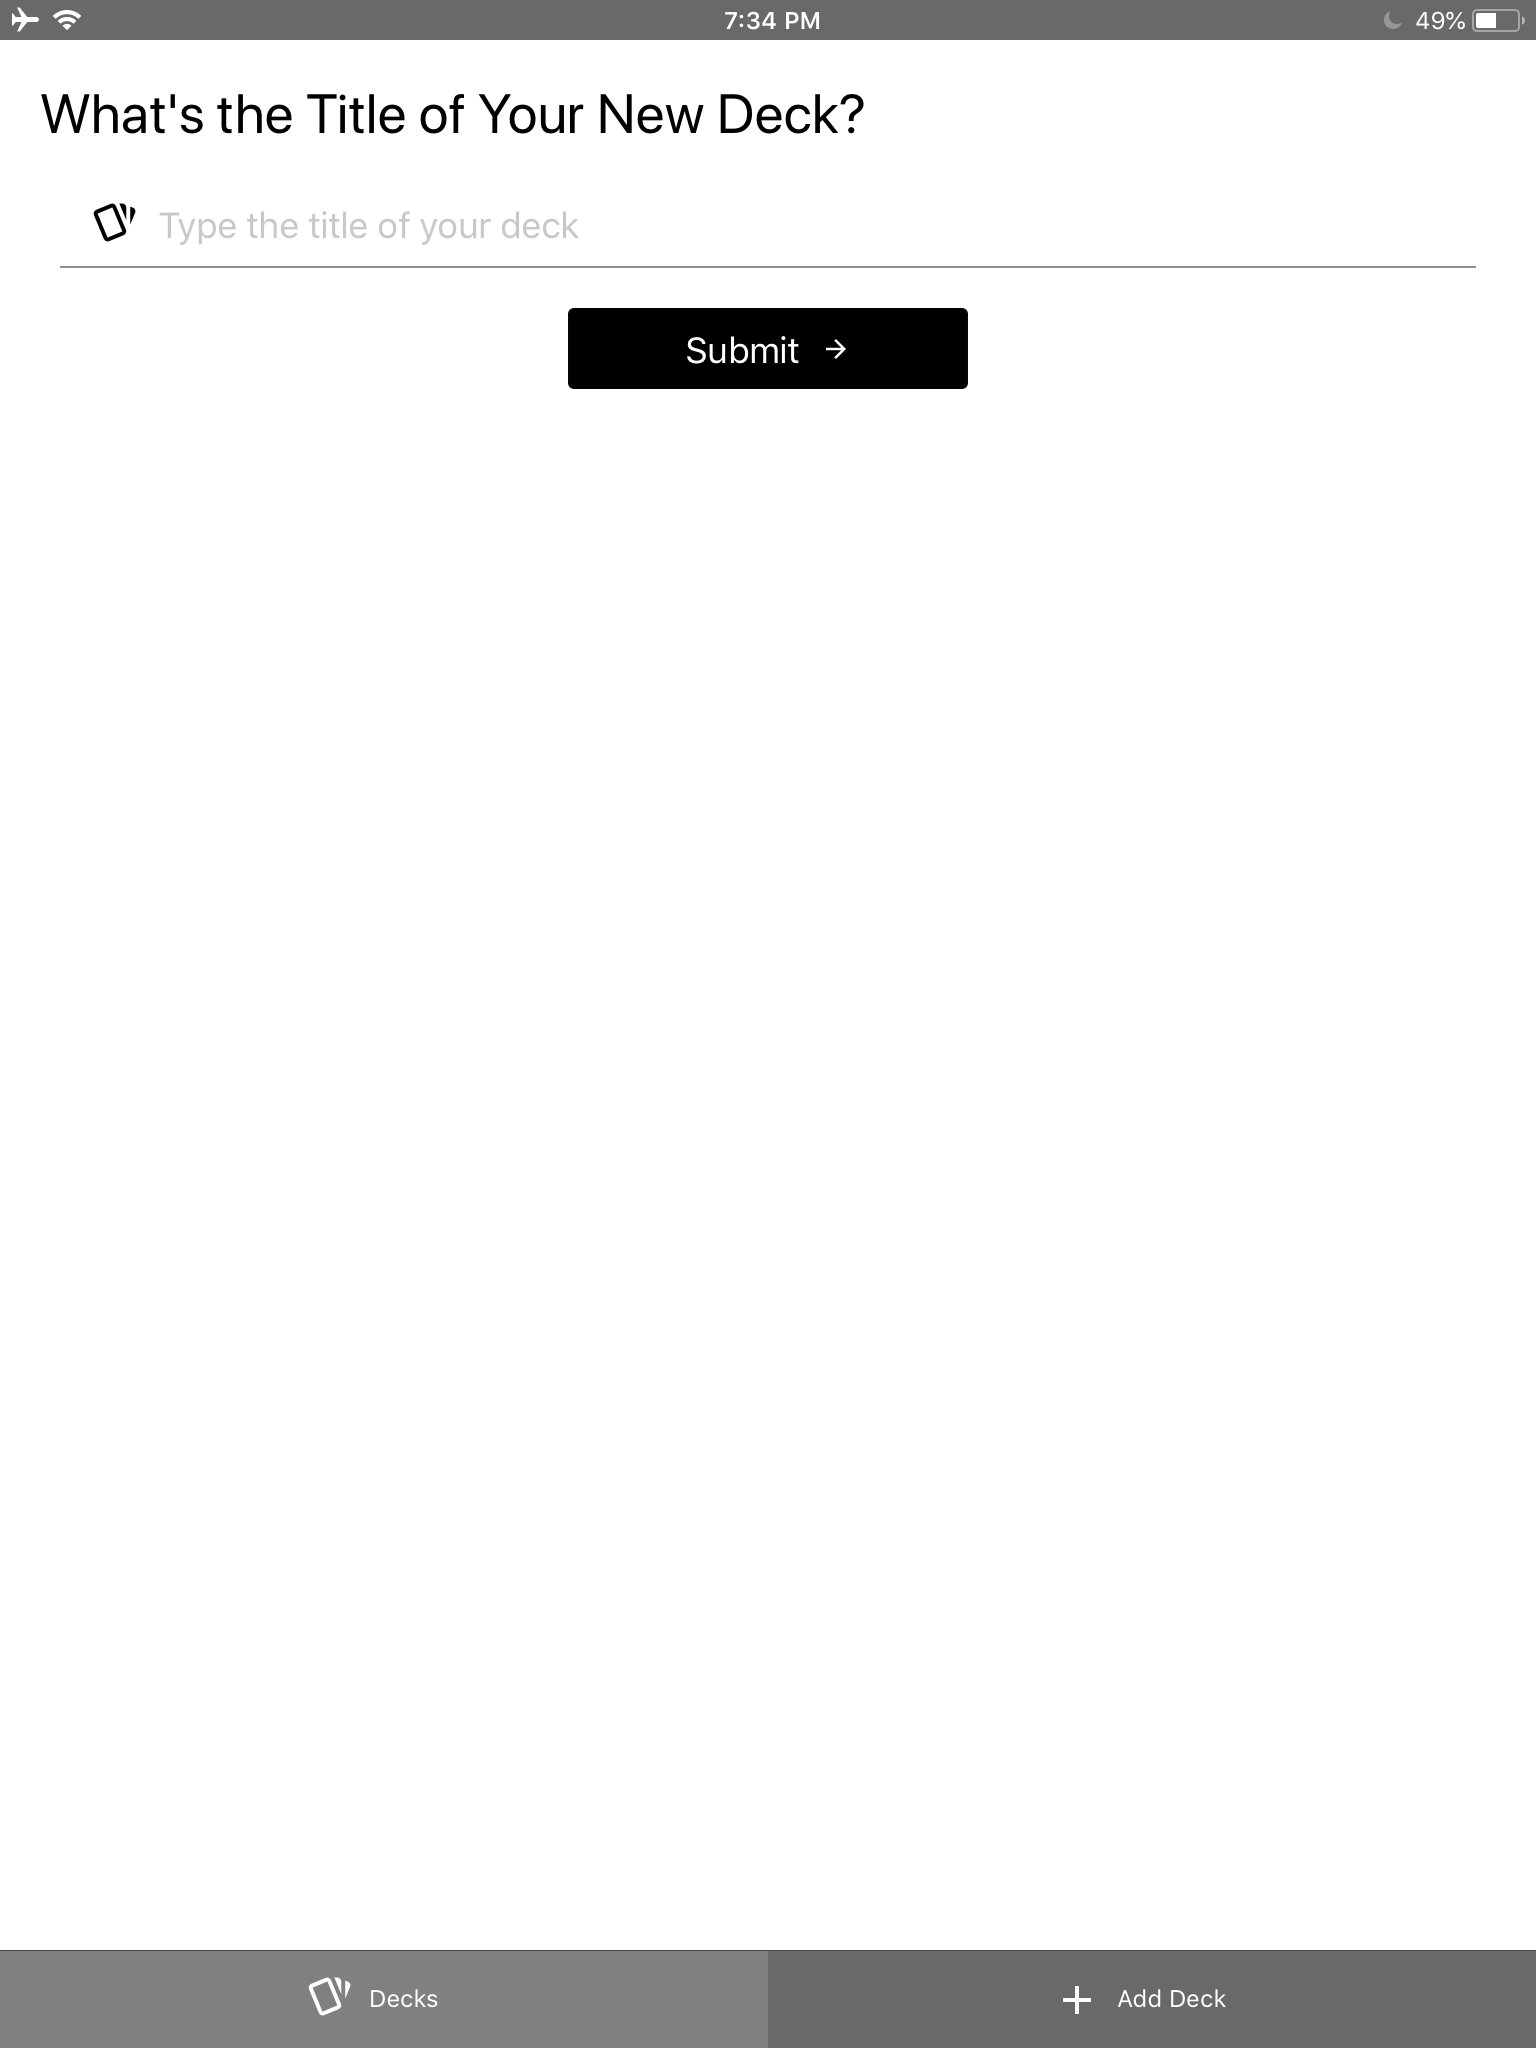 7:34 PM
49%
What's the Title of Your New Deck?
Type the title of your deck
Submit
Decks
Add Deck